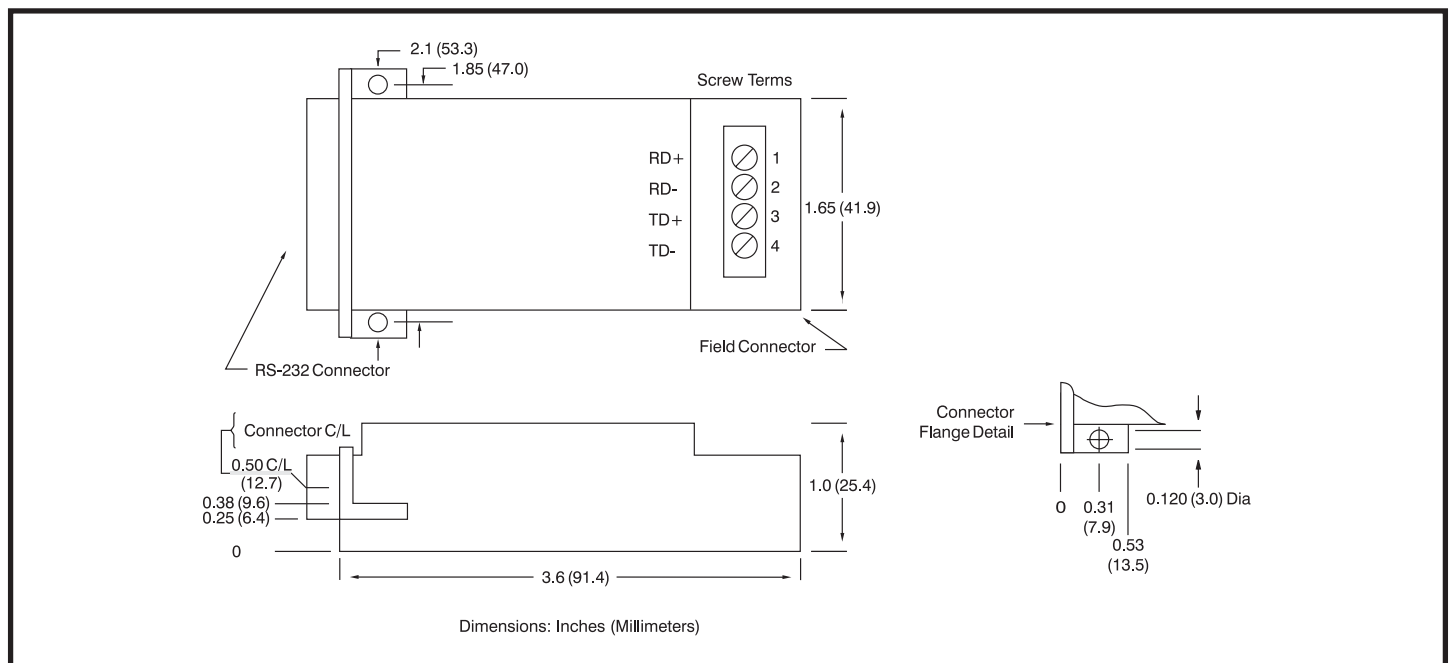 2.1 (53.3)
1.85 (47.0)
Screw Terms
RD+
1
RD-
2
TD+
3
TD-
4
1.65 (41.9)
Field Connector
RS-232 Connector
Connector C/L
0.50 C/L
(12.7)
0.38 (9.6)
0.25 (6.4)
0
1.0 (25.4)
3.6 (91.4)
Connector
Flange Detail
0
0.31
(7.9)
0.53
(13.5)
0.120 (3.0) Dia
Dimensions: Inches (Millimeters)